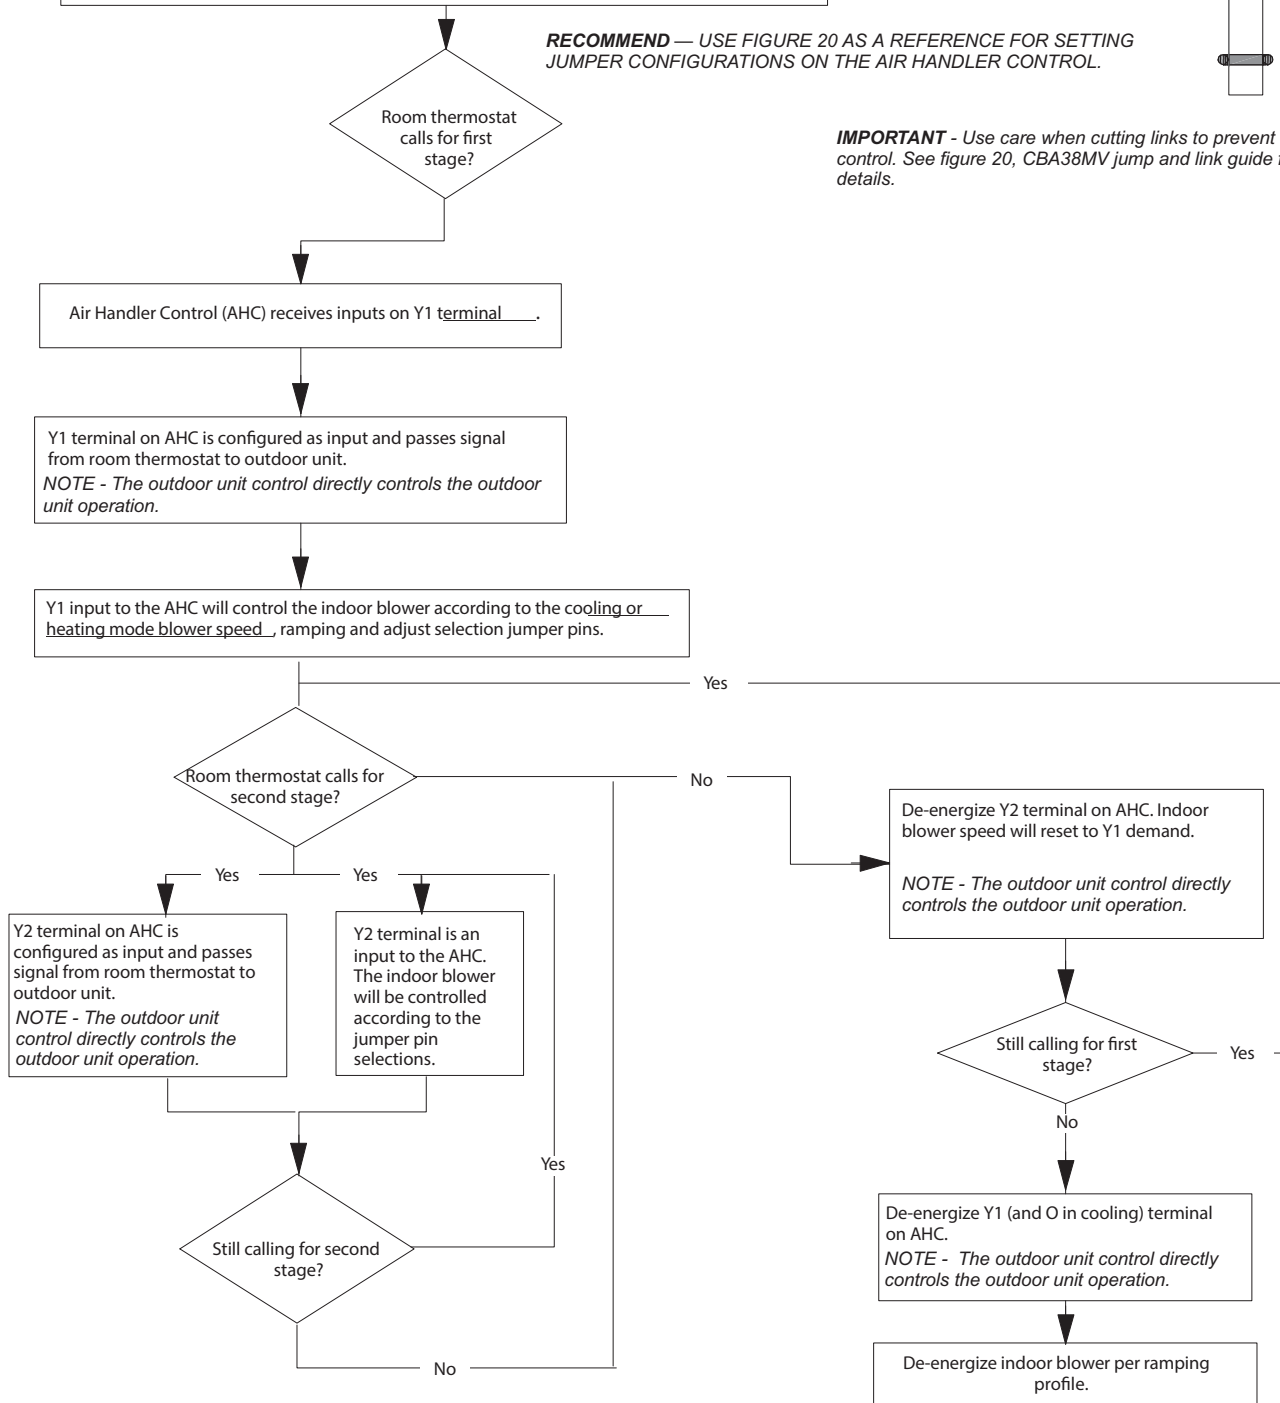 RECOMMEND — USE FIGURE 20 AS A REFERENCE FOR SETTING
JUMPER CONFIGURATIONS ON THE AIR HANDLER CONTROL.
Room thermostat
calls for first
stage?
IMPORTANT - Use care when cutting links to prevent
control. See figure 20, CBA38MV jump and link guide
details.
Air Handler Control (AHC) receives inputs on Y1 terminal .
Y1 terminal on AHC is configured as input and passes signal
from room thermostat to outdoor unit.
NOTE - The outdoor unit control directly controls the outdoor
unit operation.
Y1 input to the AHC will control the indoor blower according to the cooling or
heating mode blower speed , ramping and adjust selection jumper pins.
Yes
Room thermostat calls for
second stage?
No
De-energize Y2 terminal on AHC. Indoor
blower speed will reset to Y1 demand.
NOTE - The outdoor unit control directly
controls the outdoor unit operation.
Yes
Yes
Y2 terminal on AHC is
configured as input and passes
signal from room thermostat to
outdoor unit.
NOTE - The outdoor unit
control directly controls the
outdoor unit operation.
Y2 terminal is an
input to the AHC.
The indoor blower
will be controlled
according to the
jumper pin
selections.
Still calling for first
stage?
Yes
No
Yes
Still calling for second
stage?
De-energize Y1 (and O in cooling) terminal
on AHC.
NOTE - The outdoor unit control directly
controls the outdoor unit operation.
No
De-energize indoor blower per ramping
profile.